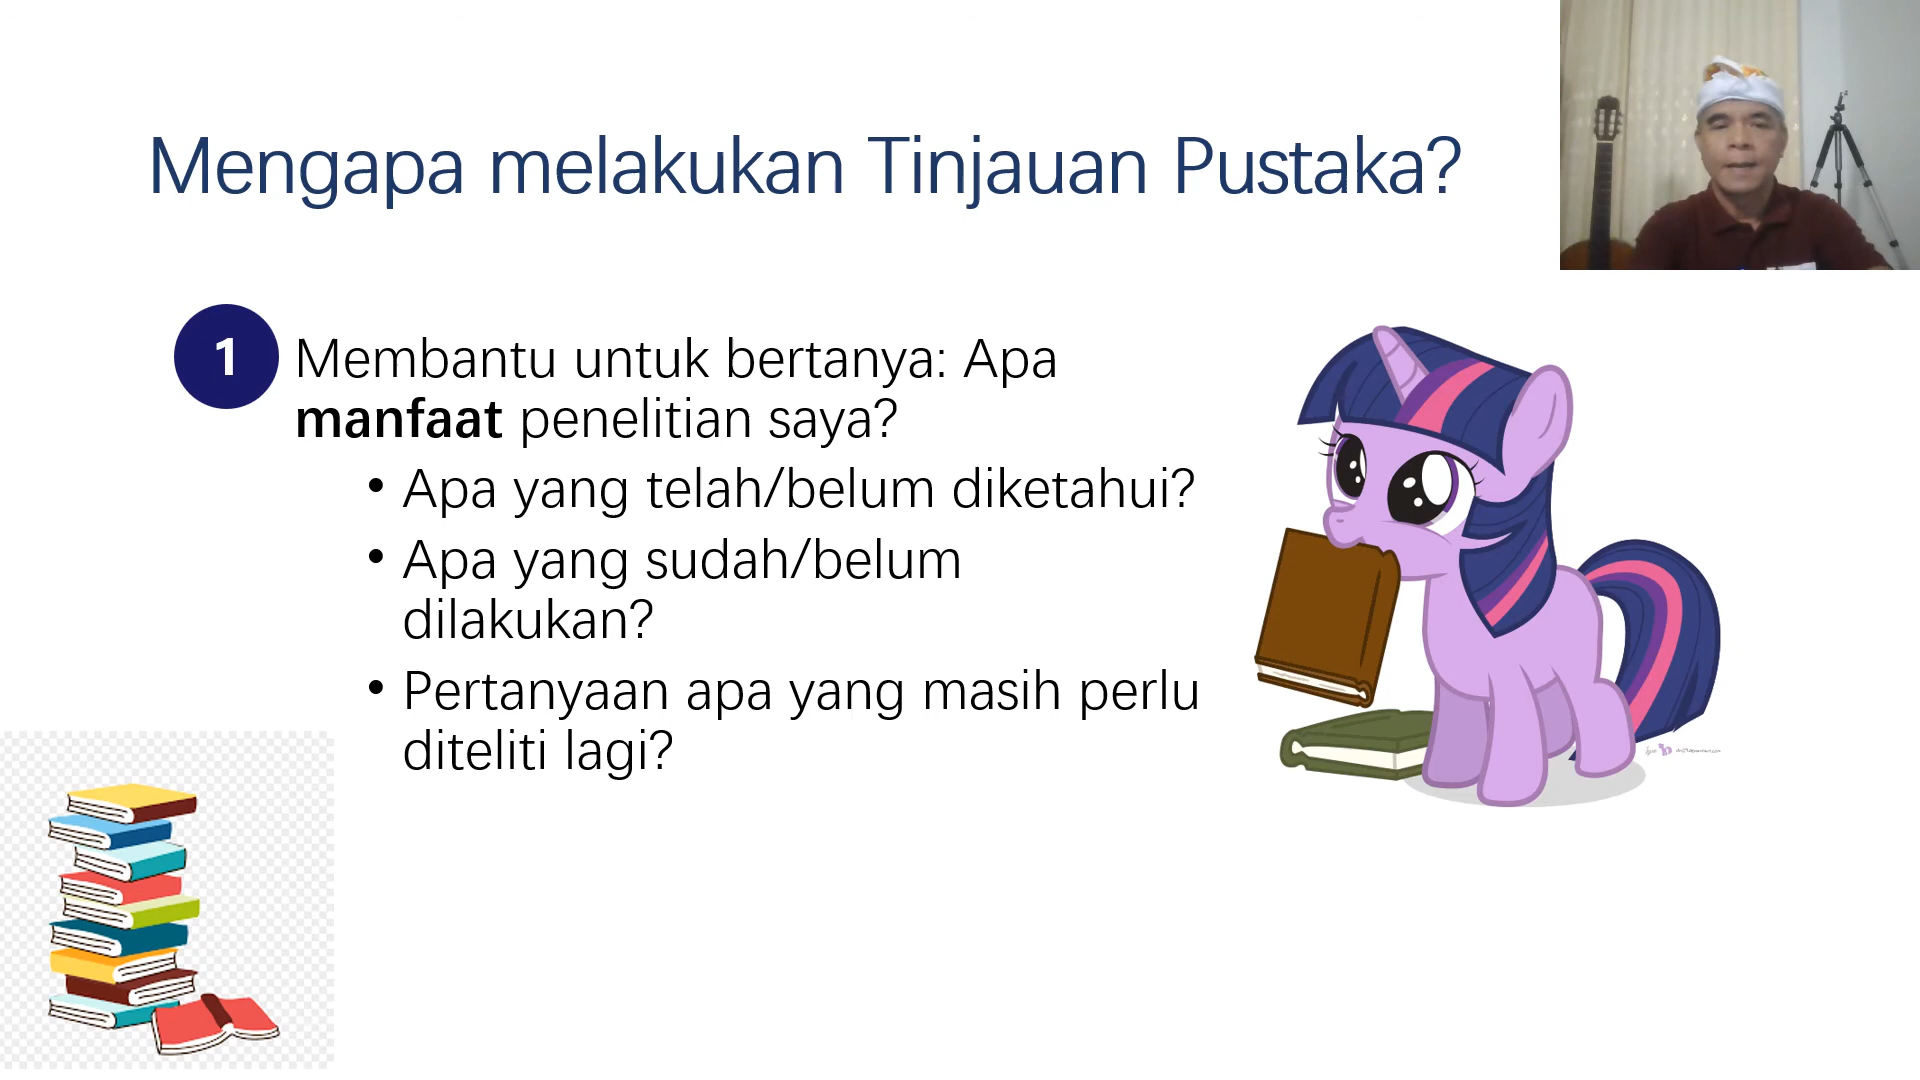 Mengapa melakukan Tinjauan Pustaka?
1
Membantu untuk bertanya: Apa
manfaat penelitian saya?
• Apa yang telah/belum diketahui?
• Apa yang sudah/belum
dilakukan?
• Pertanyaan apa yang masih perlu
diteliti lagi?